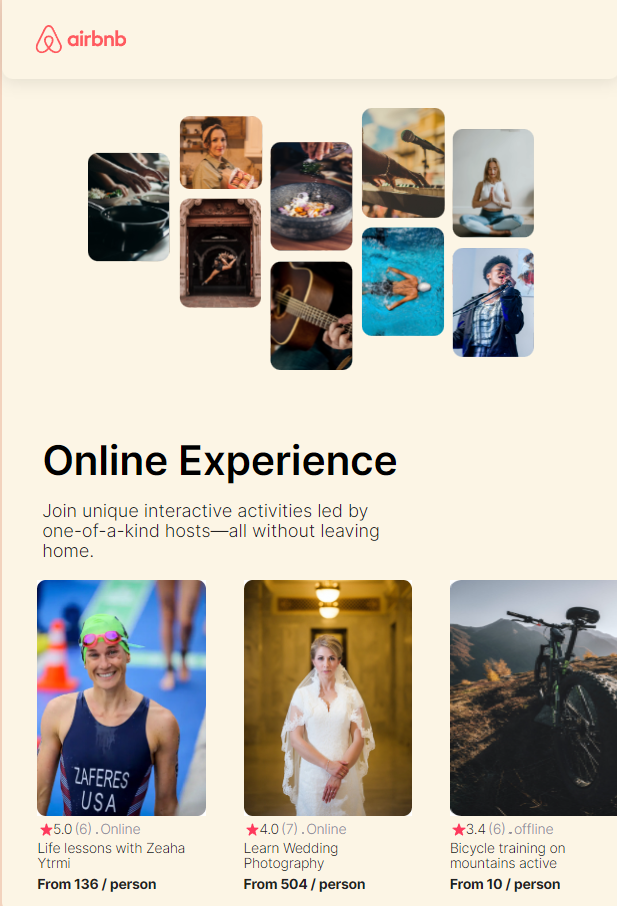 airbnb
Online Experience
Join unique interactive activities led by
one-of-a-kind hosts—all without leaving
home.
ZAFERES
USA
5.0 (6) . Online
Life lessons with Zeaha
Ytrmi
From 136 / person
4.0 (7) . Online
Learn Wedding
Photography
From 504 / person
3.4 (6) . offline
Bicycle training on
mountains active
From 10 / person